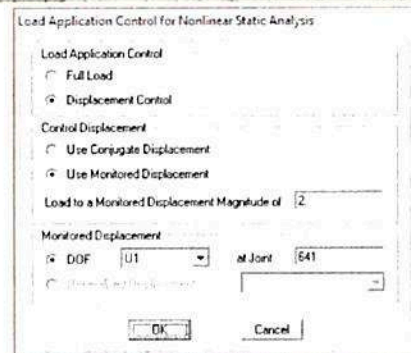 Load Application Control for Nonlinear Static Analysis
Load Application Control
Full Load
Displacement Control
Control Displacement
Use Conjugate Displacement
Use Monitored Displacement
Load to a Monitored Displacement Magnitude of 2
Monitored Displacement
DOF U1 at Joint 641
OK Cancel